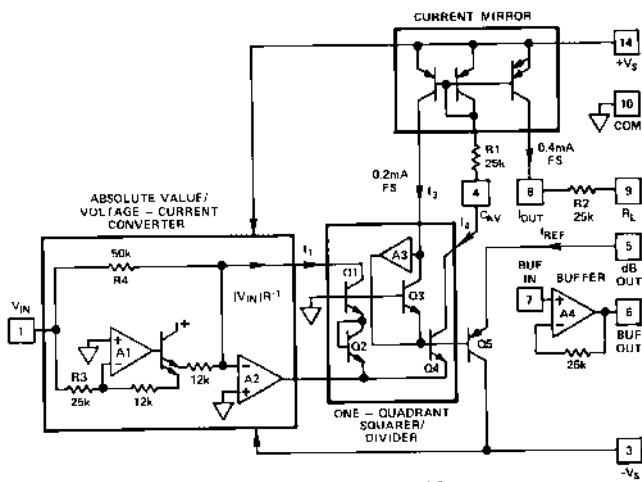 CURRENT MIRROR
14
+VS
10
COM
R1
25k
0.2mA
FS
I3
4
CAV
0.4mA
FS
8
IOUT
R2
25k
9
RL
ABSOLUTE VALUE/
VOLTAGE – CURRENT
CONVERTER
50k
R4
I1
|VIN|R-1
I4
A3
Q1
Q3
Q2
Q4
Q5
IREF
5
dB
OUT
BUF
IN
7
BUFFER
A4
6
BUF
OUT
25k
VIN
1
+
A1
R3
25k
12k
12k
A2
ONE – QUADRANT
SQUARER/
DIVIDER
3
-VS